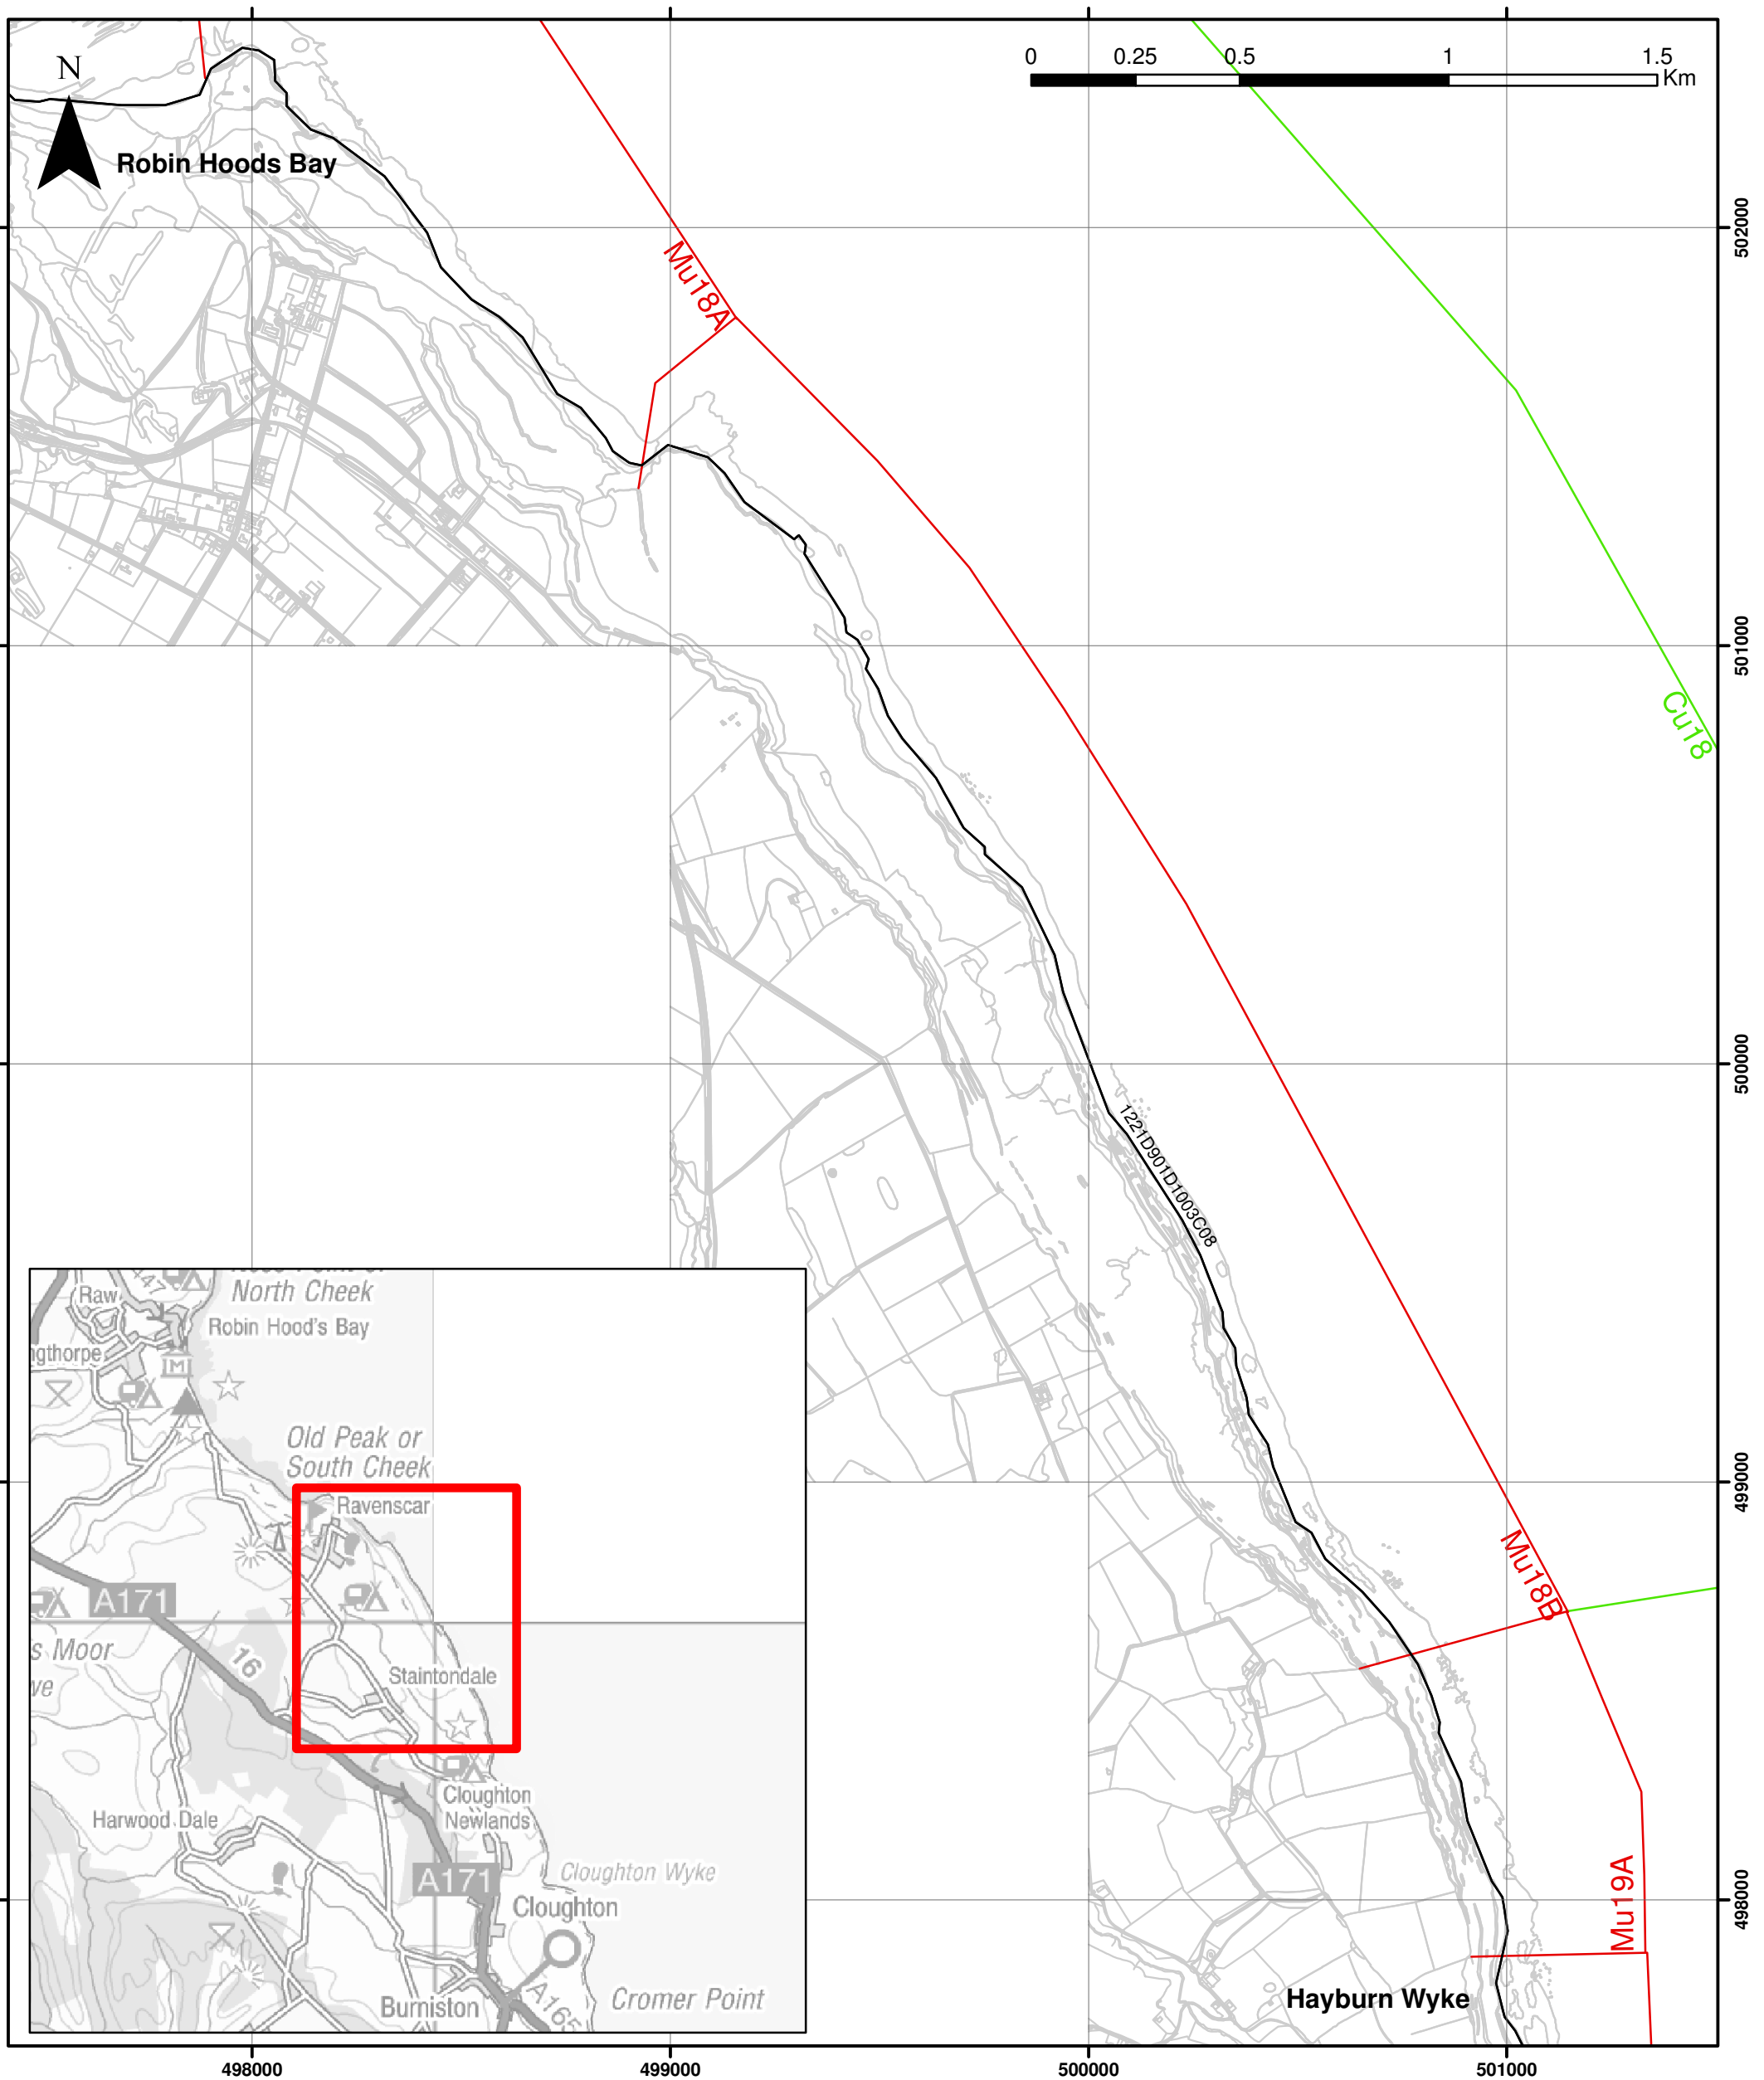 0 0.25 0.5 1 1.5
Km
N
Robin Hoods Bay
Mu18A
502000
501000
Cu18
500000
1221D901D1003C08
499000
Mu18B
Mu19A
498000
Hayburn Wyke
498000 499000 500000 501000
North Cheek
Raw
Robin Hood's Bay
ngthorpe
Old Peak or
South Cheek
Ravenscar
A171
s Moor
16
Staintondale
Cloughton
Newlands
Harwood Dale
A171
Cloughton Wyke
Cloughton
Burniston
A165
Cromer Point